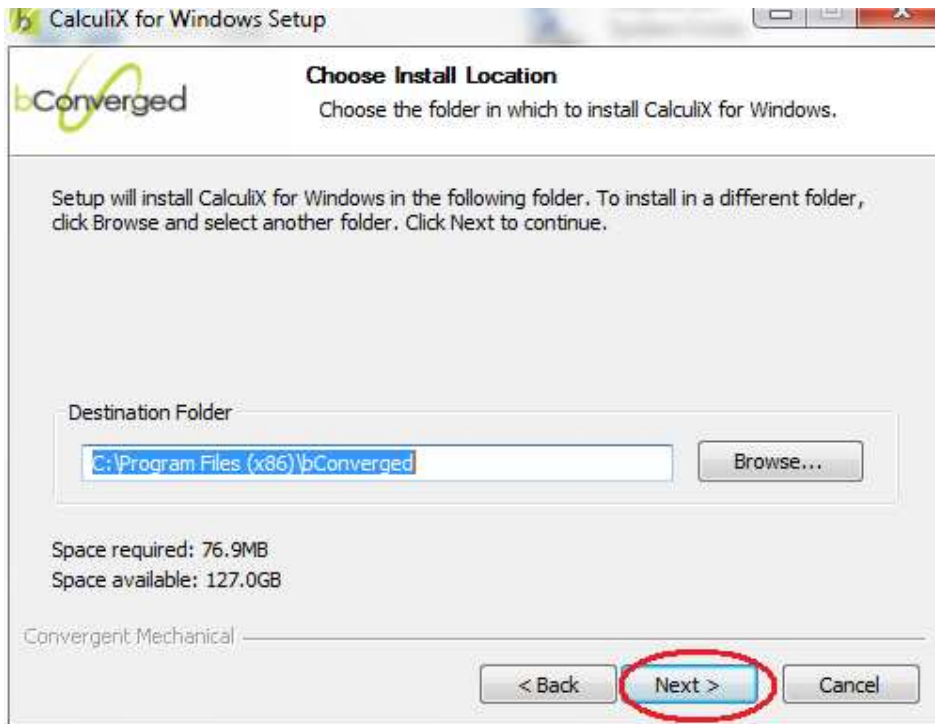 CalculiX for Windows Setup
bConverged
Choose Install Location
Choose the folder in which to install CalculiX for Windows.
Setup will install CalculiX for Windows in the following folder. To install in a different folder,
click Browse and select another folder. Click Next to continue.
Destination Folder
C:\Program Files (x86)\bConverged
Browse...
Space required: 76.9MB
Space available: 127.0GB
Convergent Mechanical
< Back
Next >
Cancel